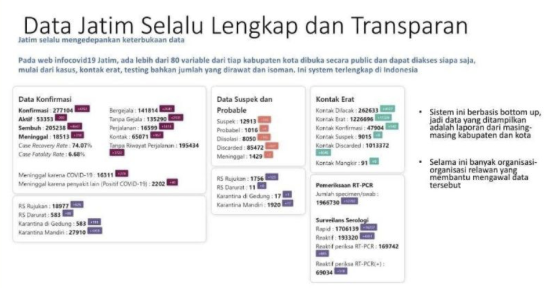 Data Jatim Selalu Lengkap dan Transparan
Jatim selalu mengedepankan keterbukaan data
Pada web infocovid19 Jatim, ada lebih dari 80 variable dari tiap kabupaten kota dibuka secara public dan dapat diakses siapa saja,
mulai dari kasus, kontak erat, testing bahkan jumlah yang dirawat dan isoman. Ini system terlengkap di Indonesia
Data Konfirmasi
Konfirmasi : 277104
Aktif : 53353
Sembuh : 205238
Meninggal : 18513
Case Recovery Rate : 74.07%
Case Fatality Rate : 6.68%
Bergejala : 141814
Tanpa Gejala : 135290
Perjalanan : 16599
Kontak : 65071
Tanpa Riwayat Perjalanan : 195434
Meninggal karena COVID-19 : 16311
Meninggal karena penyakit lain (Positif COVID-19) : 2202
RS Rujukan : 18977
RS Darurat : 583
Karantina di Gedung : 583
Karantina Mandiri : 27910
Data Suspek dan
Probable
Suspek : 12913
Probable : 1016
Disolasi : 8050
Discarded : 85472
Meninggal : 1429
RS Rujukan : 1756
RS Darurat : 11
Karantina di Gedung : 17
Karantina Mandiri : 1920
Kontak Erat
Kontak Dilacak : 262633
Kontak Erat : 1220696
Kontak Konfirmasi : 47904
Kontak Suspek : 9015
Kontak Discarded : 1013372
Kontak Mangkir : 91
Pemeriksaan RT-PCR
Jumlah specimen/swab :
1966730
Surveilans Serologi
Rapid : 1706139
Reaktif : 193320
Reaktif periksa RT-PCR : 169742
Reaktif periksa RT-PCR(+) :
69034
• Sistem ini berbasis bottom up,
jadi data yang ditampilkan
adalah laporan dari masing-
masing kabupaten dan kota
• Selama ini banyak organisasi-
organisasi relawan yang
membantu mengawal data
tersebut